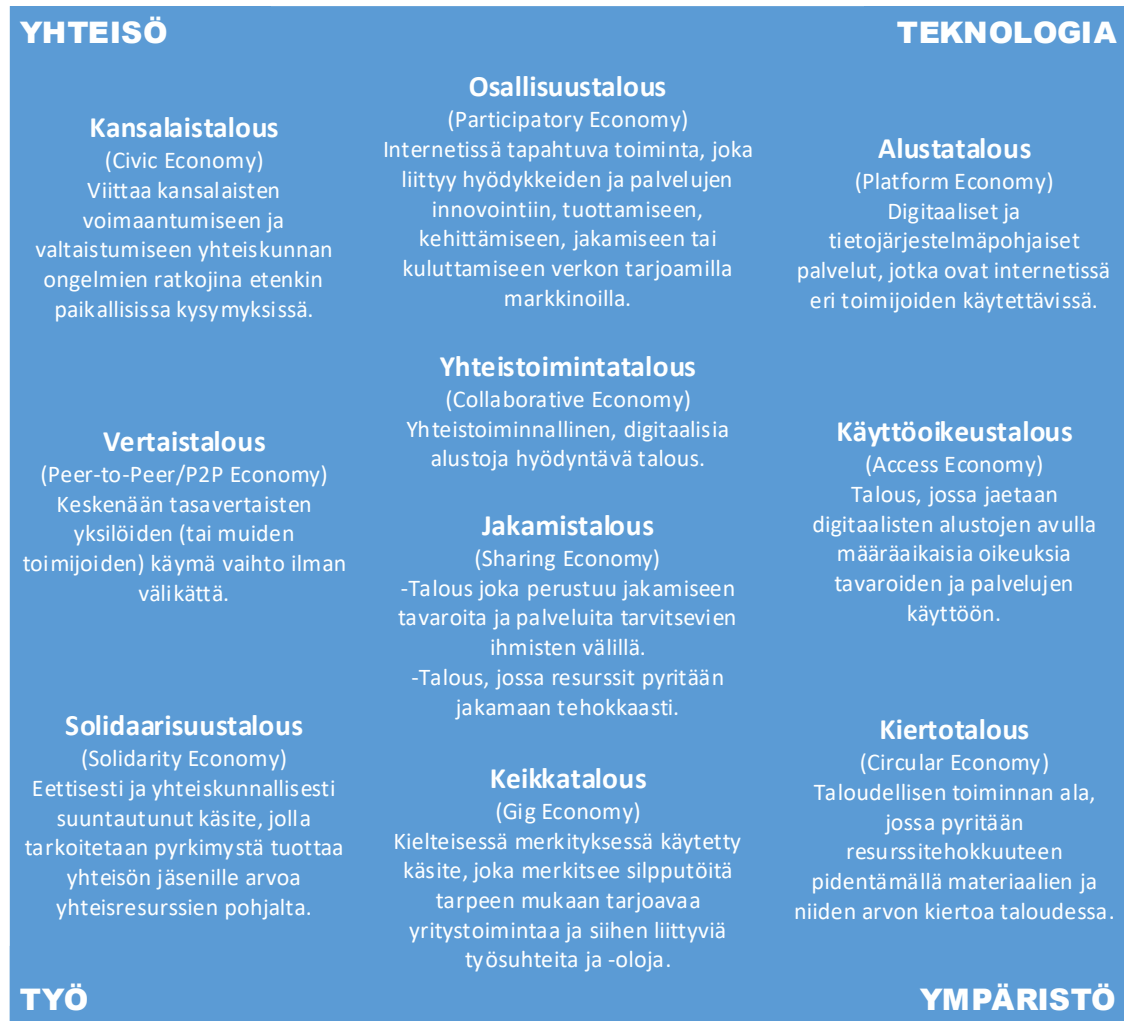 YHTEISÖ
TEKNOLOGIA
Kansalaistalous
(Civic Economy)
Viittaa kansalaisten
voimaantumiseen ja
valtaistumiseen yhteiskunnan
ongelmien ratkojina etenkin
paikallisissa kysymyksissä.
Osallisuustalous
(Participatory Economy)
Internetissä tapahtuva toiminta, joka
liittyy hyödykkeiden ja palvelujen
innovointiin, tuottamiseen,
kehittämiseen, jakamiseen tai
kuluttamiseen verkon tarjoamilla
markkinoilla.
Alustatalous
(Platform Economy)
Digitaaliset ja
tietojärjestelmäpohjaiset
palvelut, jotka ovat internetissä
eri toimijoiden käytettävissä.
Vertaistalous
(Peer-to-Peer/P2P Economy)
Keskenään tasavertaisten
yksilöiden (tai muiden
toimijoiden) käymä vaihto ilman
välikättä.
Yhteistoimintatalous
(Collaborative Economy)
Yhteistoiminnallinen, digitaalisia
alustoja hyödyntävä talous.
Jakamistalous
(Sharing Economy)
-Talous joka perustuu jakamiseen
tavaroita ja palveluita tarvitsevien
ihmisten välillä.
-Talous, jossa resurssit pyritään
jakamaan tehokkaasti.
Käyttöoikeustalous
(Access Economy)
Talous, jossa jaetaan
digitaalisten alustojen avulla
määräaikaisia oikeuksia
tavaroiden ja palvelujen
käyttöön.
Solidaarisuustalous
(Solidarity Economy)
Eettisesti ja yhteiskunnallisesti
suuntautunut käsite, jolla
tarkoitetaan pyrkimystä tuottaa
yhteisön jäsenille arvoa
yhteisresurssien pohjalta.
Keikkatalous
(Gig Economy)
Kielteisessä merkityksessä käytetty
käsite, joka merkitsee silpputöitä
tarpeen mukaan tarjoavaa
yritystoimintaa ja siihen liittyviä
työsuhteita ja -oloja.
Kiertotalous
(Circular Economy)
Taloudellisen toiminnan ala,
jossa pyritään
resurssitehokkuuteen
pidentämällä materiaalien ja
niiden arvon kiertoa taloudessa.
TYÖ
YMPÄRISTÖ